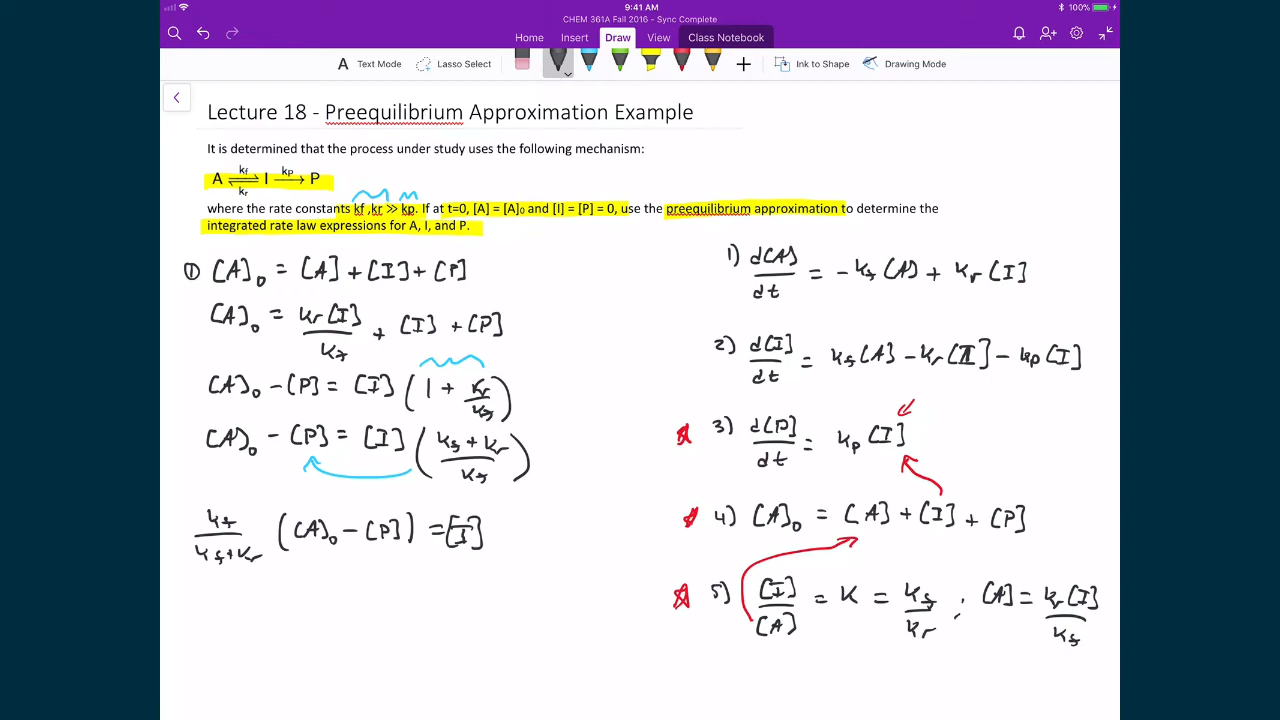 9:41 AM
100%
CHEM 361A Fall 2016 - Sync Complete
Home Insert Draw View Class Notebook
A Text Mode Lasso Select Ink to Shape Drawing Mode
Lecture 18 - Preequilibrium Approximation Example
It is determined that the process under study uses the following mechanism:
A ⇌ I → P
kf kp
kr
where the rate constants kf ,kr ≫ kp. If at t=0, [A] = [A]₀ and [I] = [P] = 0, use the preequilibrium approximation to determine the
integrated rate law expressions for A, I, and P.
① [A]₀ = [A] + [I] + [P]
[A]₀ = kr[I]/kf + [I] + [P]
[A]₀ - [P] = [I] (1 + kr/kf)
[A]₀ - [P] = [I] ((kf + kr)/kf)
kf/(kf+kr) ([A]₀ - [P]) = [I]
1) d[A]/dt = -kf [A] + kr [I]
2) d[I]/dt = kf [A] - kr [I] - kp [I]
3) d[P]/dt = kp [I]
4) [A]₀ = [A] + [I] + [P]
5) [I]/[A] = K = kf/kr ; [A] = kr[I]/kf